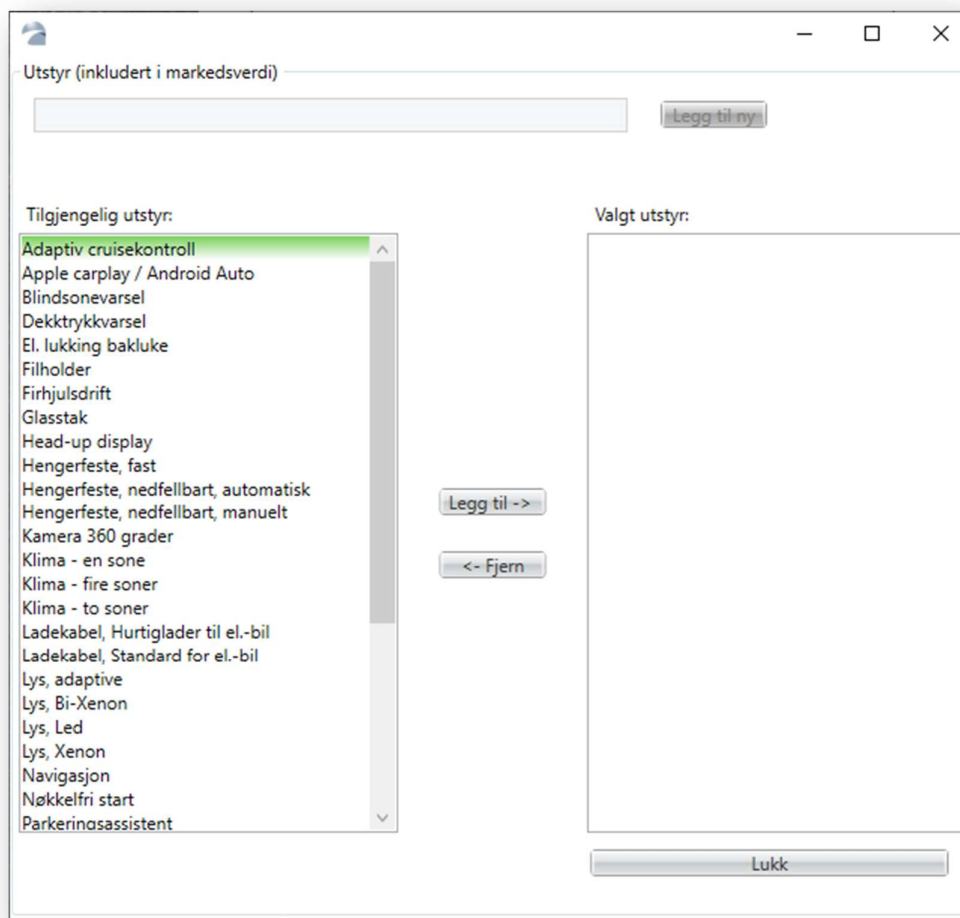 Utstyr (inkludert i markedsverdi)
Legg til ny
Tilgjengelig utstyr:
Adaptiv cruisekontroll
Apple carplay / Android Auto
Blindsonevarsel
Dekktrykkvarsel
El. lukking bakluke
Filholder
Firhjulsdrift
Glasstak
Head-up display
Hengerfeste, fast
Hengerfeste, nedfellbart, automatisk
Hengerfeste, nedfellbart, manuelt
Kamera 360 grader
Klima - en sone
Klima - fire soner
Klima - to soner
Ladekabel, Hurtiglader til el.-bil
Ladekabel, Standard for el.-bil
Lys, adaptive
Lys, Bi-Xenon
Lys, Led
Lys, Xenon
Navigasjon
Nøkkelfri start
Parkeringsassistent
Legg til ->
<- Fjern
Valgt utstyr:
Lukk